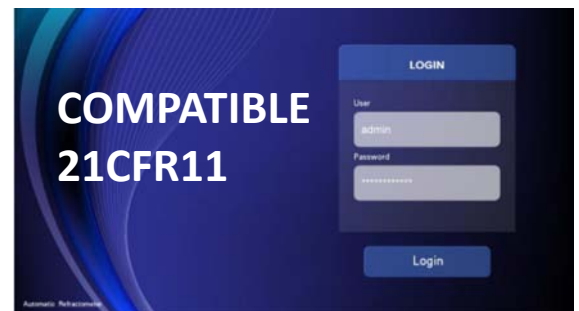 COMPATIBLE
21CFR11
LOGIN
User
admin
Password
************
Login
Automatic Refractometer